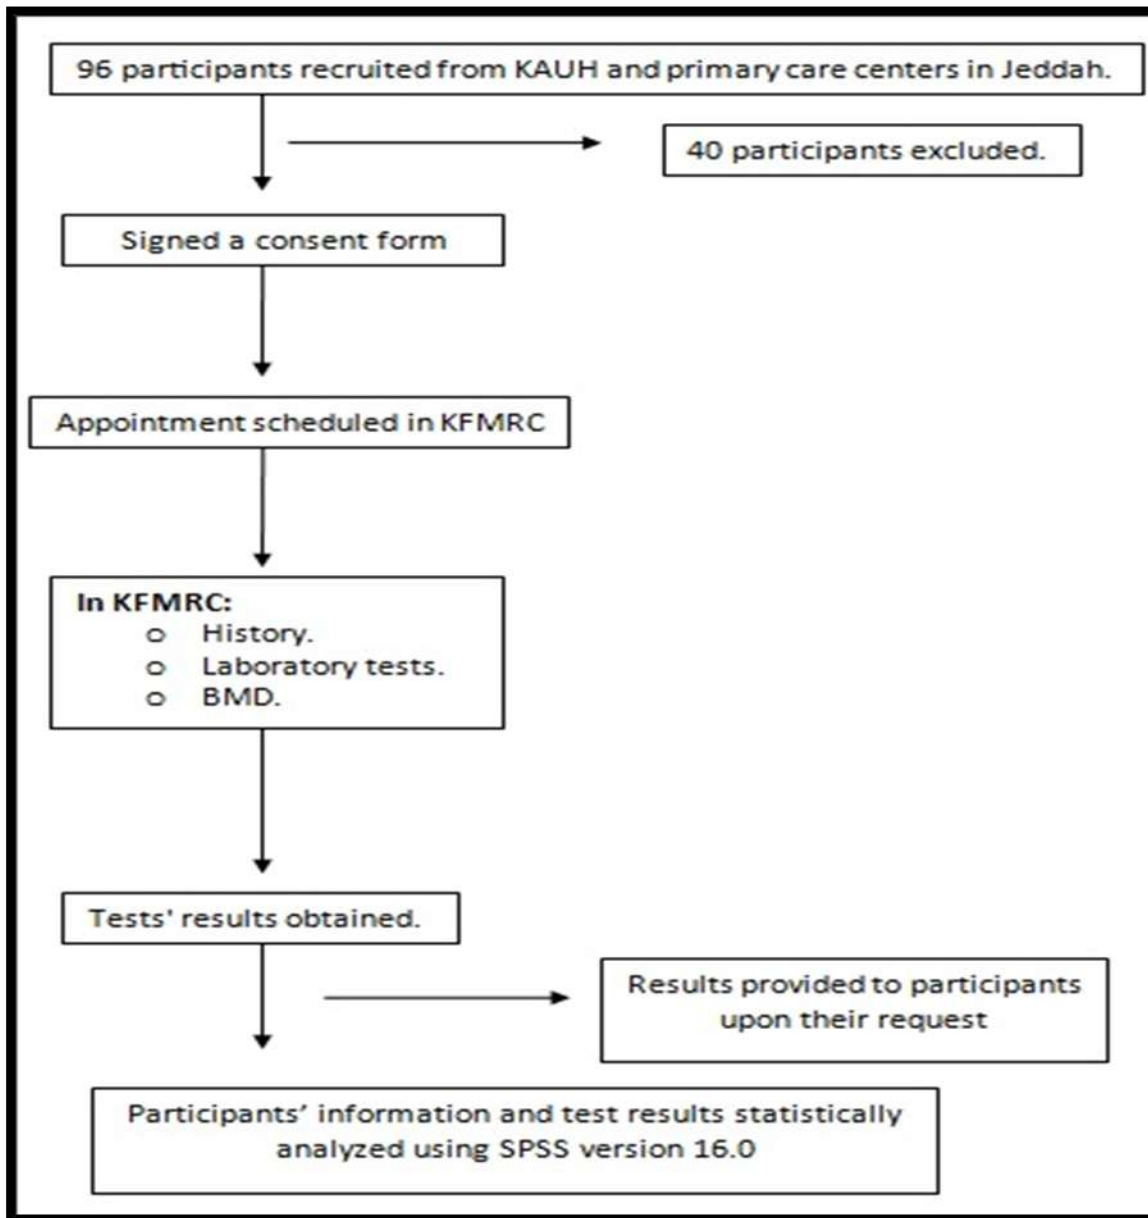 96 participants recruited from KAUH and primary care centers in Jeddah.
40 participants excluded.
Signed a consent form
Appointment scheduled in KFMRC
In KFMRC:
o History.
o Laboratory tests.
o BMD.
Tests' results obtained.
Results provided to participants
upon their request
Participants’ information and test results statistically
analyzed using SPSS version 16.0